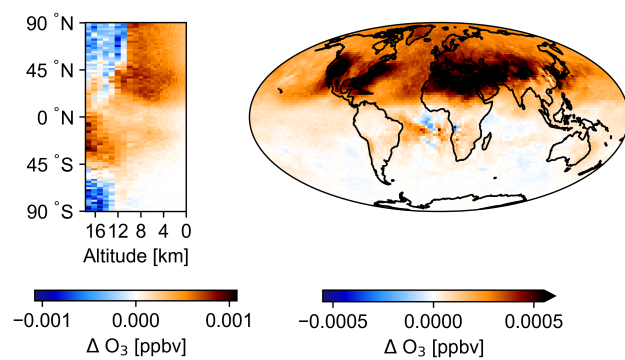 90 °N
45 °N
0 °N
45 °S
90 °S
16 12 8 4 0
Altitude [km]
−0.001 0.000 0.001
Δ O₃ [ppbv]
−0.0005 0.0000 0.0005
Δ O₃ [ppbv]